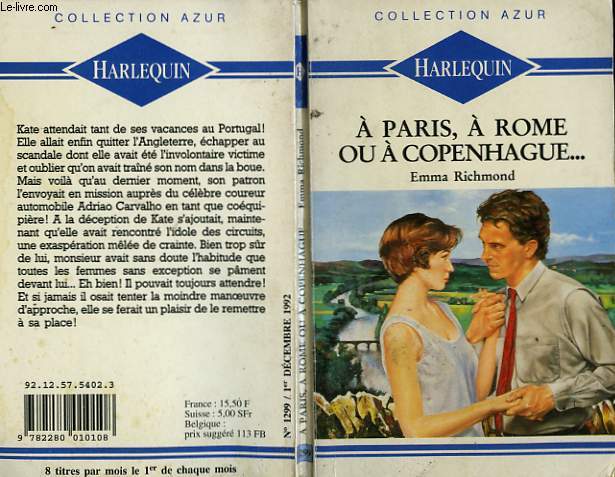 Le-livre.com
COLLECTION AZUR
HARLEQUIN
Kate attendait tant de ses vacances au Portugal!
Elle allait enfin quitter l'Angleterre, échapper au
scandale dont elle avait été l'involontaire victime
et oublier qu'on avait traîné son nom dans la boue.
Mais voilà qu'au dernier moment, son patron
l'envoyait en mission auprès du célèbre coureur
automobile Adriao Carvalho en tant que coéqui-
pière! A la déception de Kate s'ajoutait, mainte-
nant qu'elle avait rencontré l'idole des circuits,
une exaspération mêlée de crainte. Bien trop sûr
de lui, monsieur avait sans doute l'habitude que
toutes les femmes sans exception se pâment
devant lui... Eh bien! Il pouvait toujours attendre!
Et si jamais il osait tenter la moindre manœuvre
d'approche, elle se ferait un plaisir de le remettre
à sa place!
92.12.57.5402.3
9 782280 010108
France : 15,50 F
Suisse : 5,00 SFr
Belgique :
prix suggéré 113 FB
8 titres par mois le 1er de chaque mois
Emma Richmond
À PARIS, À ROME OU À COPENHAGUE
N° 1299 / 1er DÉCEMBRE 1992
COLLECTION AZUR
HARLEQUIN
À PARIS, À ROME
OU À COPENHAGUE...
Emma Richmond